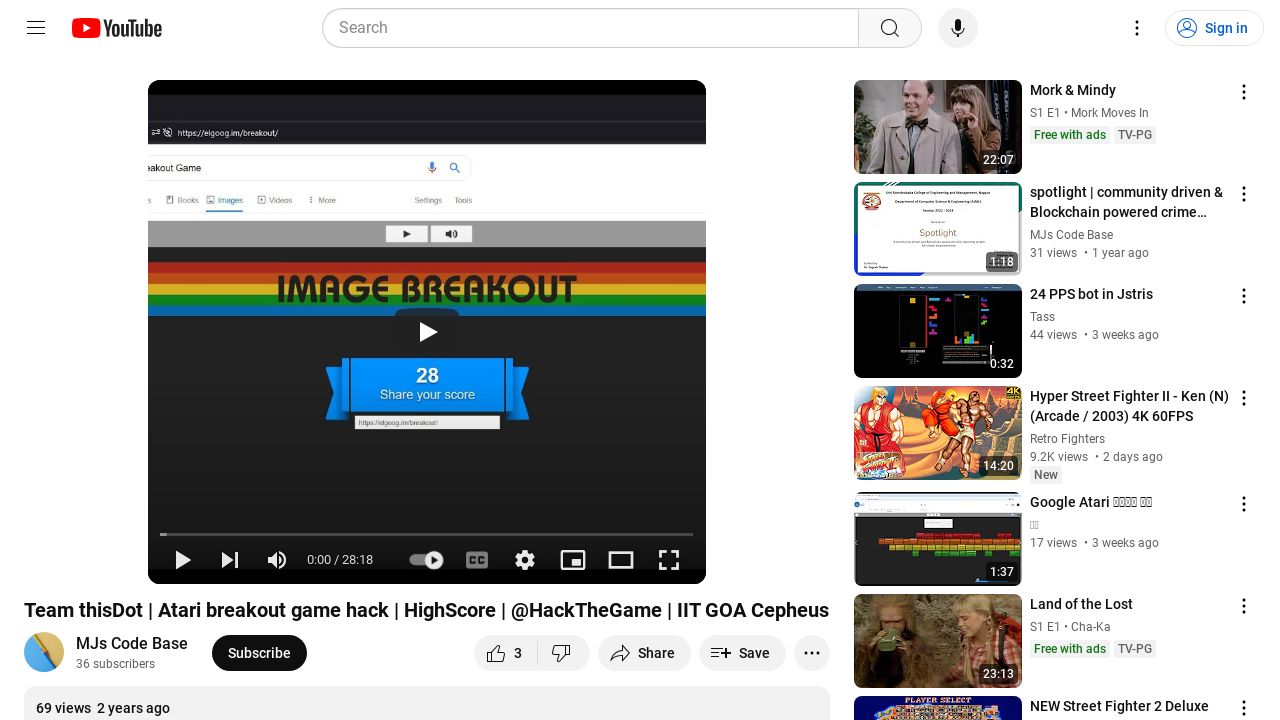 YouTube
Search
Sign in
https://elgoog.im/breakout/
eakout Game
Books
Images
Videos
More
Settings
Tools
IMAGE BREAKOUT
28
Share your score
https://elgoog.im/breakout/
0:00 / 28:18
CC
Team thisDot | Atari breakout game hack | HighScore | @HackTheGame | IIT GOA Cepheus
MJs Code Base
36 subscribers
Subscribe
3
Share
Save
69 views 2 years ago
22:07
Mork & Mindy
S1 E1 • Mork Moves In
Free with ads
TV-PG
Spotlight
1:18
spotlight | community driven &
Blockchain powered crime…
MJs Code Base
31 views • 1 year ago
0:32
24 PPS bot in Jstris
Tass
44 views • 3 weeks ago
4K
14:20
Hyper Street Fighter II - Ken (N)
(Arcade / 2003) 4K 60FPS
Retro Fighters
9.2K views • 2 days ago
New
1:37
Google Atari
17 views • 3 weeks ago
23:13
Land of the Lost
S1 E1 • Cha-Ka
Free with ads
TV-PG
PLAYER SELECT
NEW Street Fighter 2 Deluxe